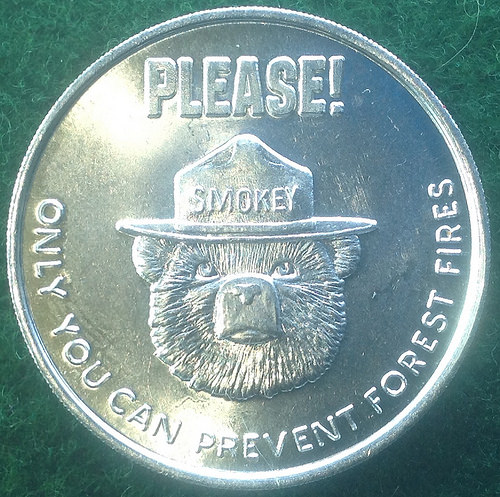 PLEASE!
SMOKEY
ONLY YOU CAN PREVENT FOREST FIRES